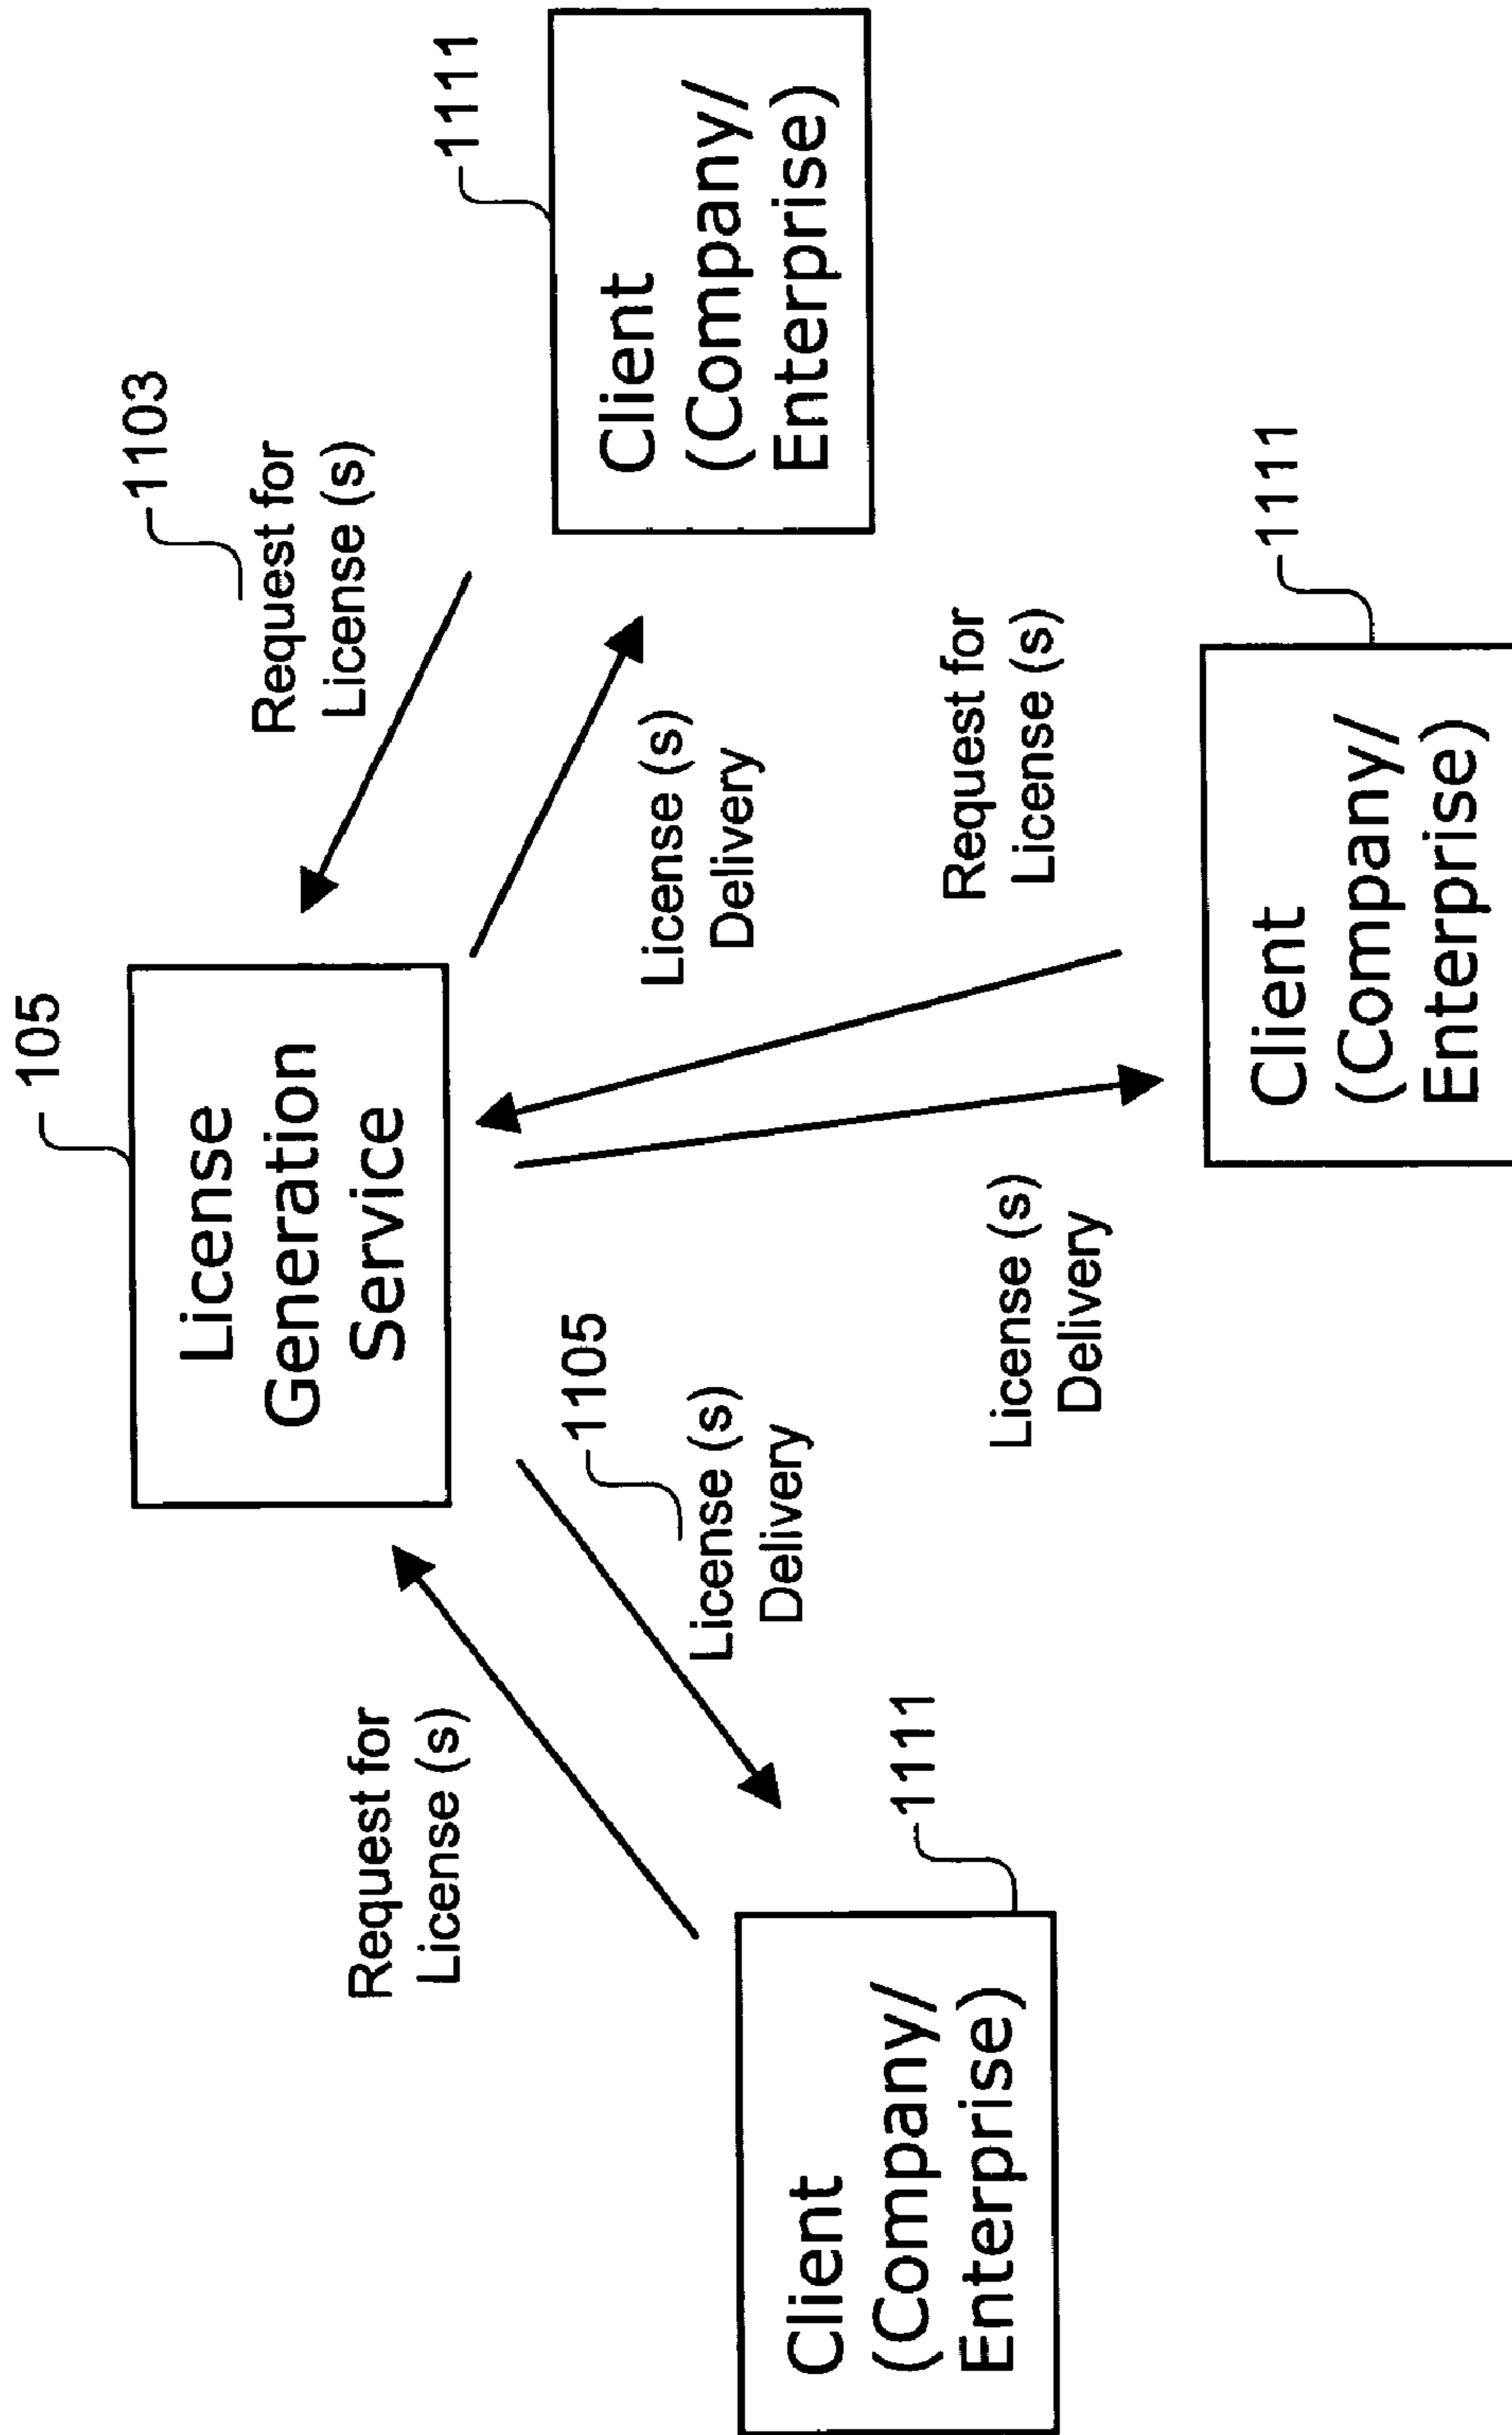 105
License
Generation
Service
1103
Request for
License (s)
Request for
License (s)
1105
License (s)
Delivery
License (s)
Delivery
1111
Client
(Company/
Enterprise)
1111
Client
(Company/
Enterprise)
License (s)
Delivery
Request for
License (s)
1111
Client
(Company/
Enterprise)